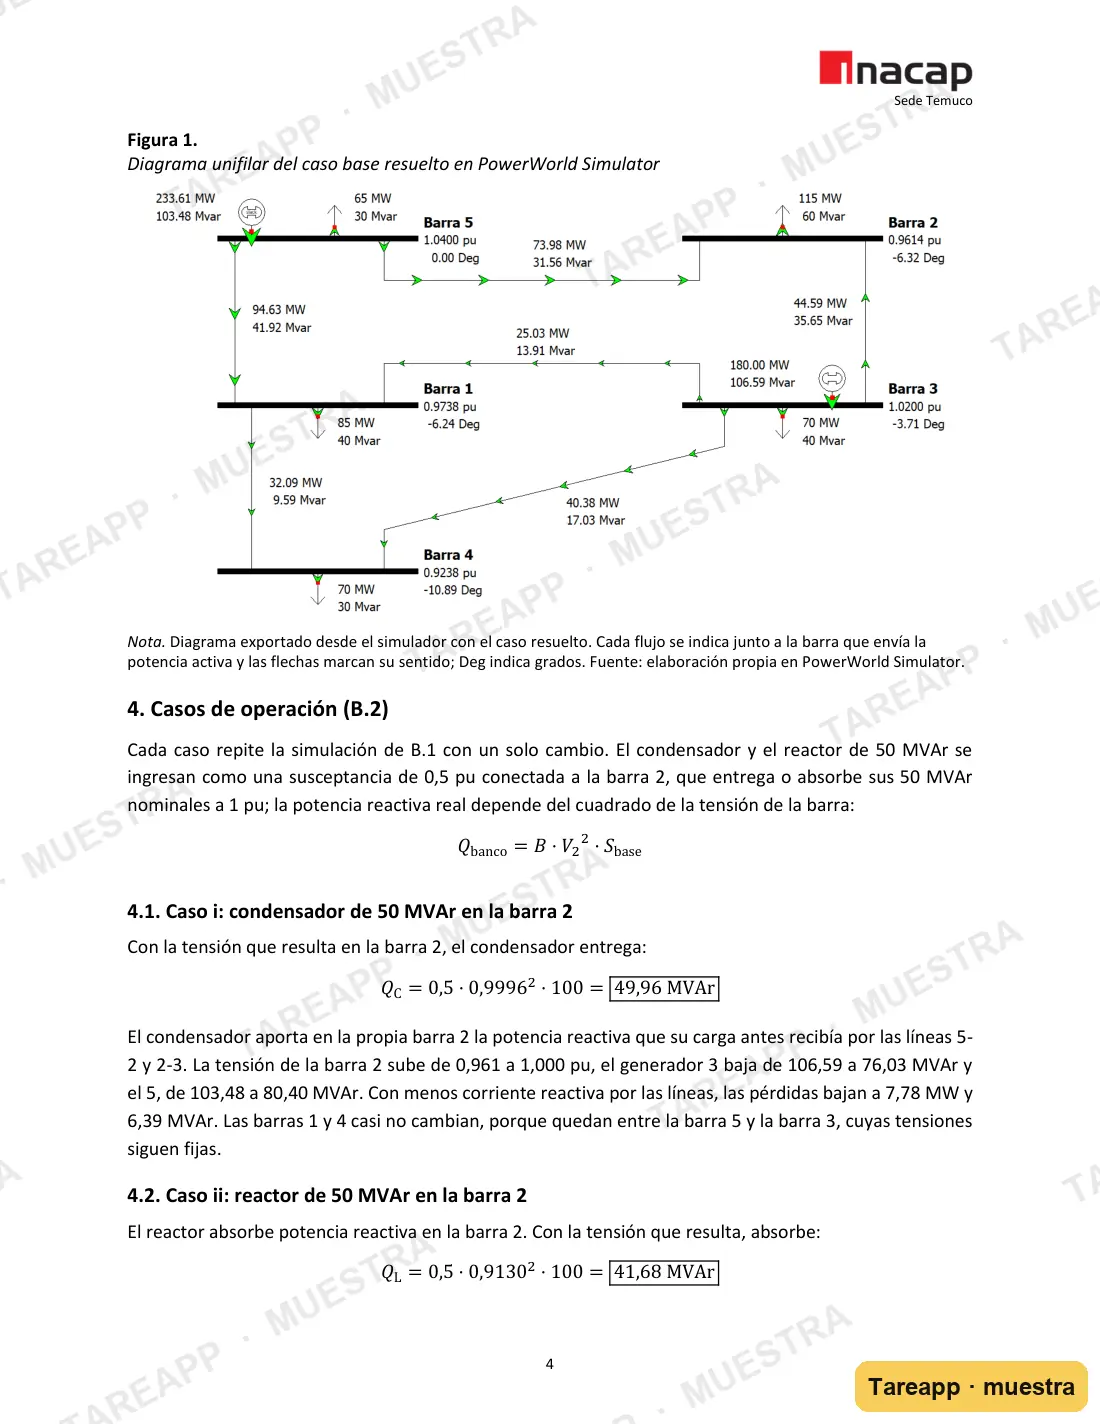 inacap
Sede Temuco
Figura 1.
Diagrama unifilar del caso base resuelto en PowerWorld Simulator
233.61 MW
103.48 Mvar
65 MW
30 Mvar
Barra 5
1.0400 pu
0.00 Deg
73.98 MW
31.56 Mvar
115 MW
60 Mvar
Barra 2
0.9614 pu
-6.32 Deg
94.63 MW
41.92 Mvar
44.59 MW
35.65 Mvar
25.03 MW
13.91 Mvar
180.00 MW
106.59 Mvar
Barra 1
0.9738 pu
-6.24 Deg
85 MW
40 Mvar
Barra 3
1.0200 pu
-3.71 Deg
70 MW
40 Mvar
32.09 MW
9.59 Mvar
40.38 MW
17.03 Mvar
Barra 4
0.9238 pu
-10.89 Deg
70 MW
30 Mvar
Nota. Diagrama exportado desde el simulador con el caso resuelto. Cada flujo se indica junto a la barra que envía la
potencia activa y las flechas marcan su sentido; Deg indica grados. Fuente: elaboración propia en PowerWorld Simulator.
4. Casos de operación (B.2)
Cada caso repite la simulación de B.1 con un solo cambio. El condensador y el reactor de 50 MVAr se
ingresan como una susceptancia de 0,5 pu conectada a la barra 2, que entrega o absorbe sus 50 MVAr
nominales a 1 pu; la potencia reactiva real depende del cuadrado de la tensión de la barra:
Q_banco = B · V₂² · S_base
4.1. Caso i: condensador de 50 MVAr en la barra 2
Con la tensión que resulta en la barra 2, el condensador entrega:
Q_C = 0,5 · 0,9996² · 100 = 49,96 MVAr
El condensador aporta en la propia barra 2 la potencia reactiva que su carga antes recibía por las líneas 5-
2 y 2-3. La tensión de la barra 2 sube de 0,961 a 1,000 pu, el generador 3 baja de 106,59 a 76,03 MVAr y
el 5, de 103,48 a 80,40 MVAr. Con menos corriente reactiva por las líneas, las pérdidas bajan a 7,78 MW y
6,39 MVAr. Las barras 1 y 4 casi no cambian, porque quedan entre la barra 5 y la barra 3, cuyas tensiones
siguen fijas.
4.2. Caso ii: reactor de 50 MVAr en la barra 2
El reactor absorbe potencia reactiva en la barra 2. Con la tensión que resulta, absorbe:
Q_L = 0,5 · 0,9130² · 100 = 41,68 MVAr
4
Tareapp · muestra
TAREAPP · MUESTRA